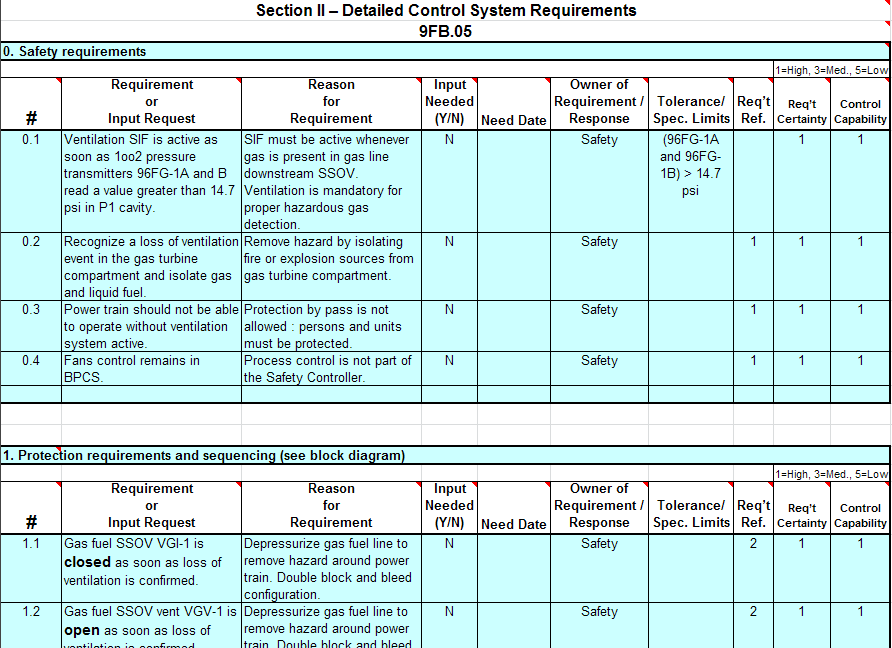 Section II – Detailed Control System Requirements
9FB.05
0. Safety requirements
1=High, 3=Med., 5=Low
#
Requirement
or
Input Request
Reason
for
Requirement
Input
Needed
(Y/N)
Need Date
Owner of
Requirement /
Response
Tolerance/
Spec. Limits
Req't
Ref.
Req't
Certainty
Control
Capability
0.1
Ventilation SIF is active as
soon as 1oo2 pressure
transmitters 96FG-1A and B
read a value greater than 14.7
psi in P1 cavity.
SIF must be active whenever
gas is present in gas line
downstream SSOV.
Ventilation is mandatory for
proper hazardous gas
detection.
N
Safety
(96FG-1A
and 96FG-
1B) > 14.7
psi
1
1
0.2
Recognize a loss of ventilation
event in the gas turbine
compartment and isolate gas
and liquid fuel.
Remove hazard by isolating
fire or explosion sources from
gas turbine compartment.
N
Safety
1
1
1
0.3
Power train should not be able
to operate without ventilation
system active.
Protection by pass is not
allowed : persons and units
must be protected.
N
Safety
1
1
1
0.4
Fans control remains in
BPCS.
Process control is not part of
the Safety Controller.
N
Safety
1
1
1
1. Protection requirements and sequencing (see block diagram)
1=High, 3=Med., 5=Low
#
Requirement
or
Input Request
Reason
for
Requirement
Input
Needed
(Y/N)
Need Date
Owner of
Requirement /
Response
Tolerance/
Spec. Limits
Req't
Ref.
Req't
Certainty
Control
Capability
1.1
Gas fuel SSOV VGI-1 is
closed as soon as loss of
ventilation is confirmed.
Depressurize gas fuel line to
remove hazard around power
train. Double block and bleed
configuration.
N
Safety
2
1
1
1.2
Gas fuel SSOV vent VGV-1 is
open as soon as loss of
ventilation is confirmed
Depressurize gas fuel line to
remove hazard around power
train. Double block and bleed
N
Safety
2
1
1